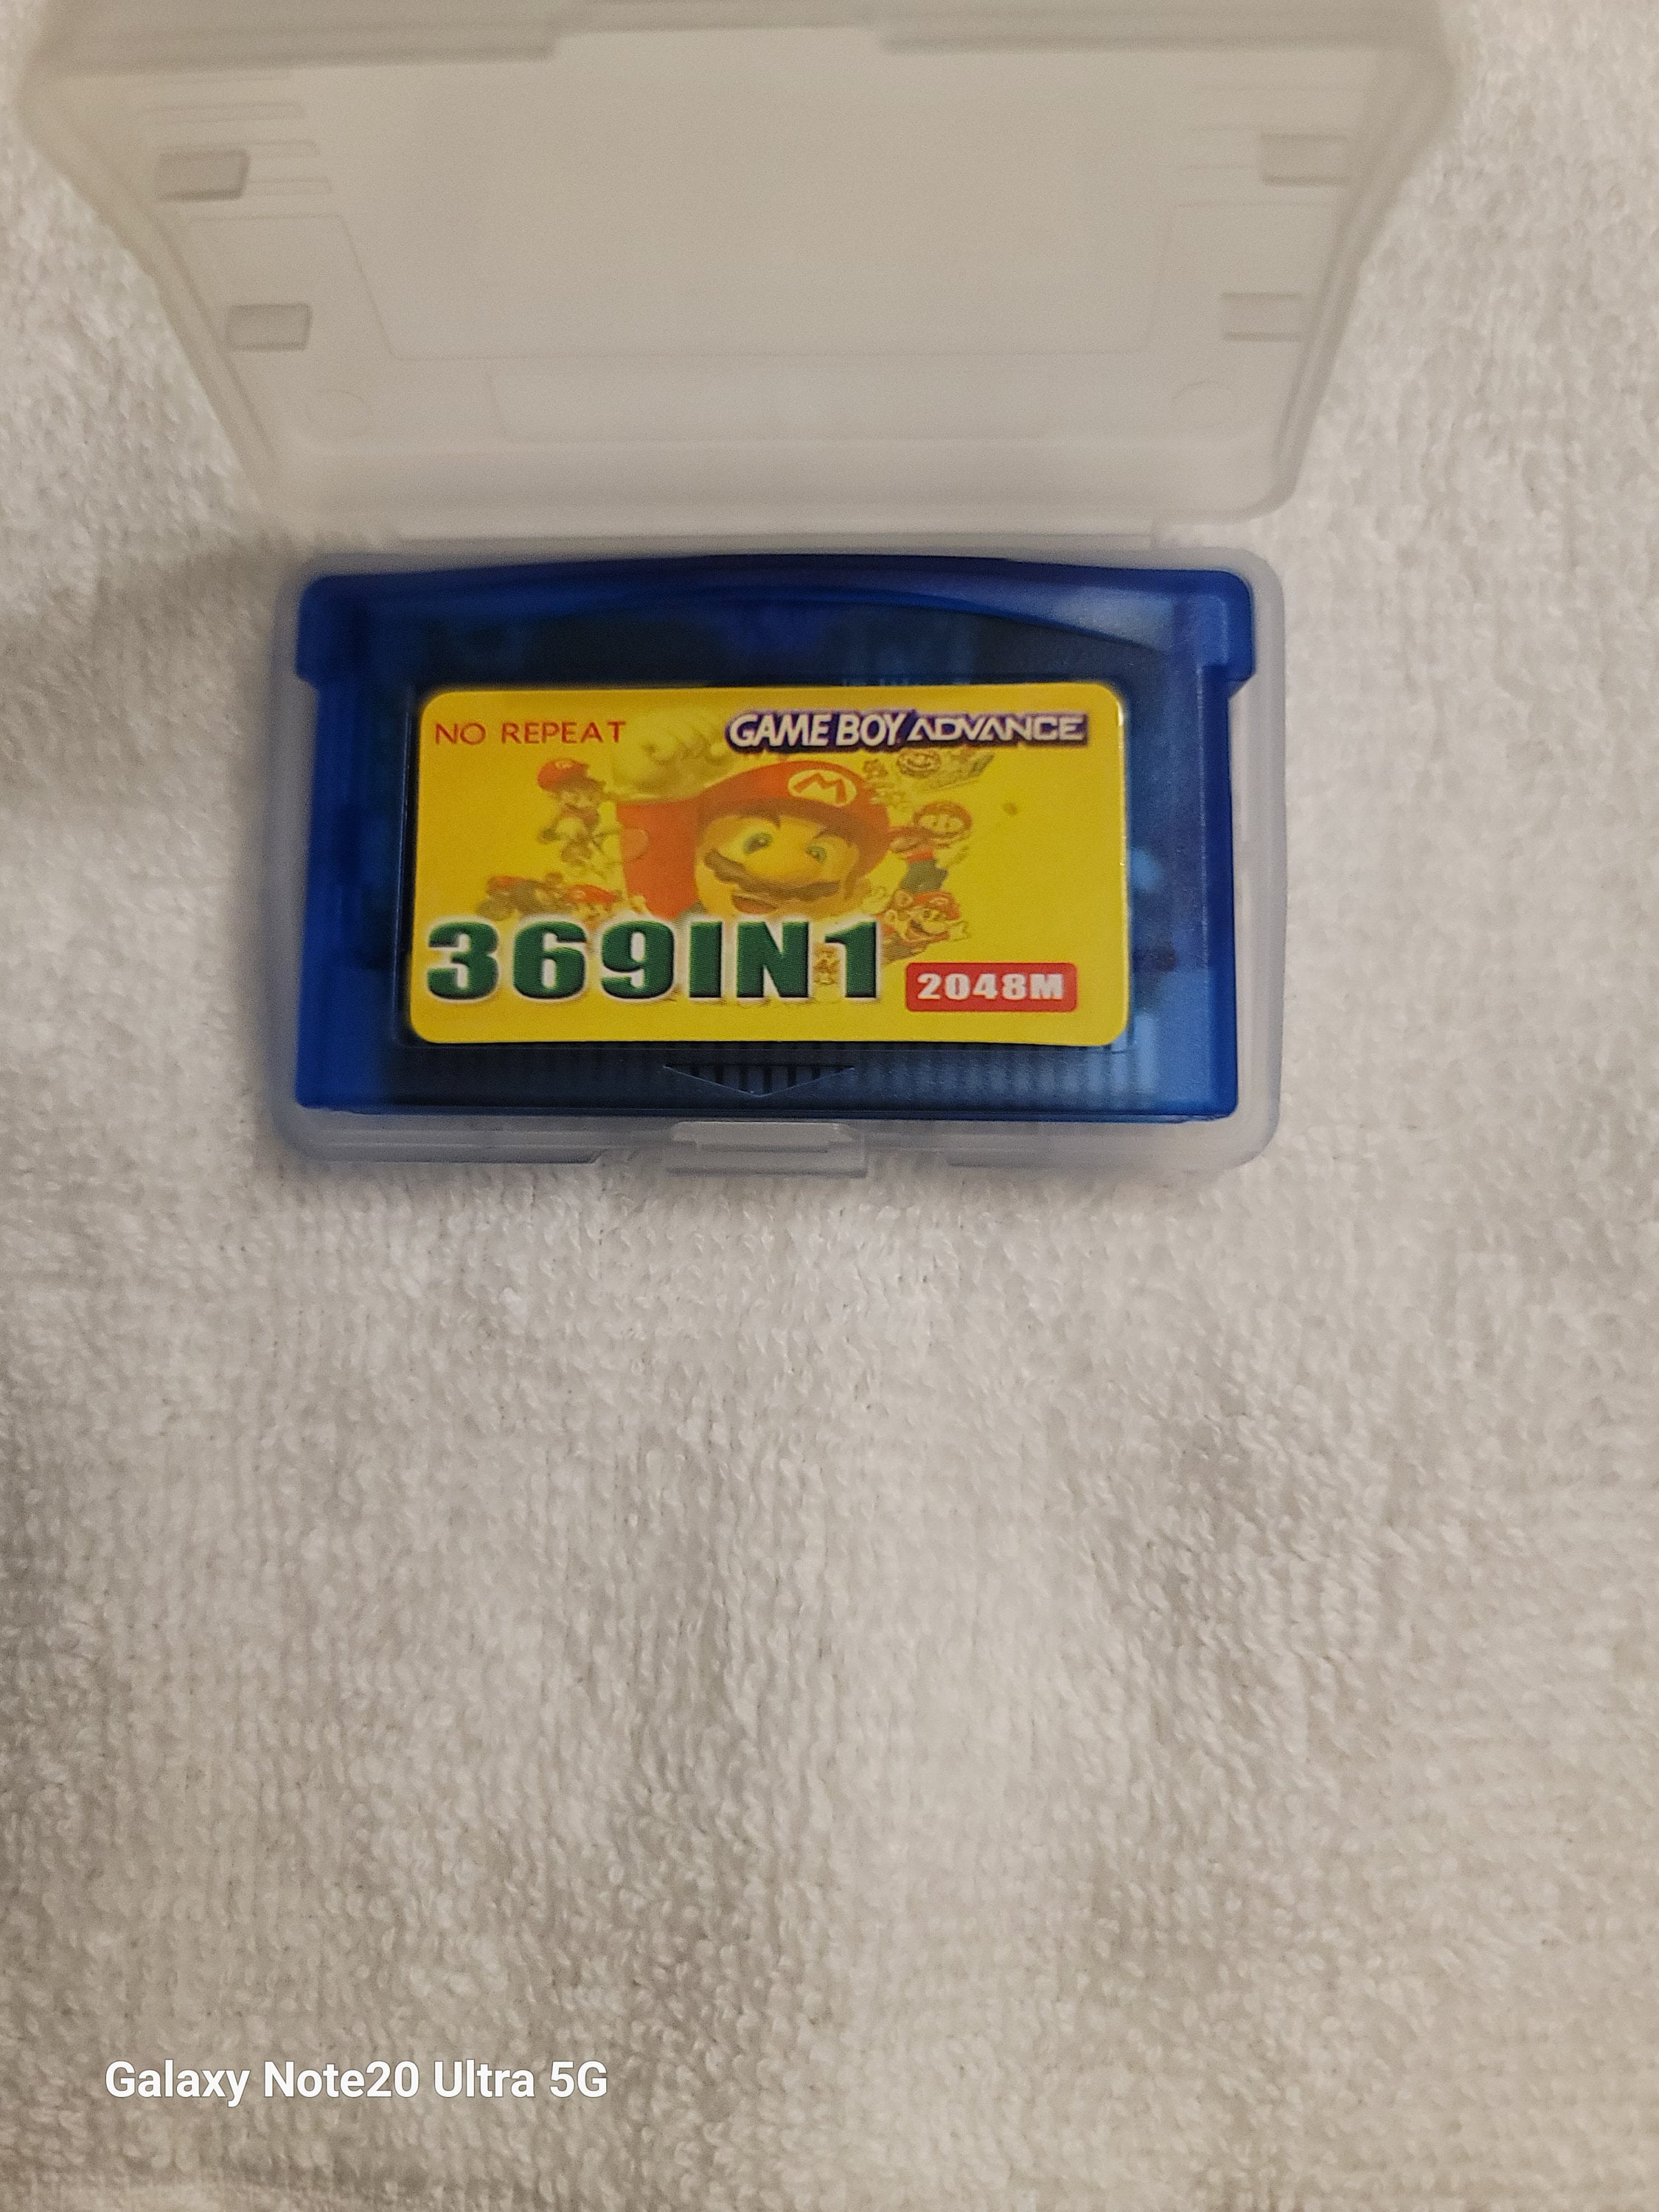 NO REPEAT
GAME BOY ADVANCE
M
369IN1
2048M
Galaxy Note20 Ultra 5G